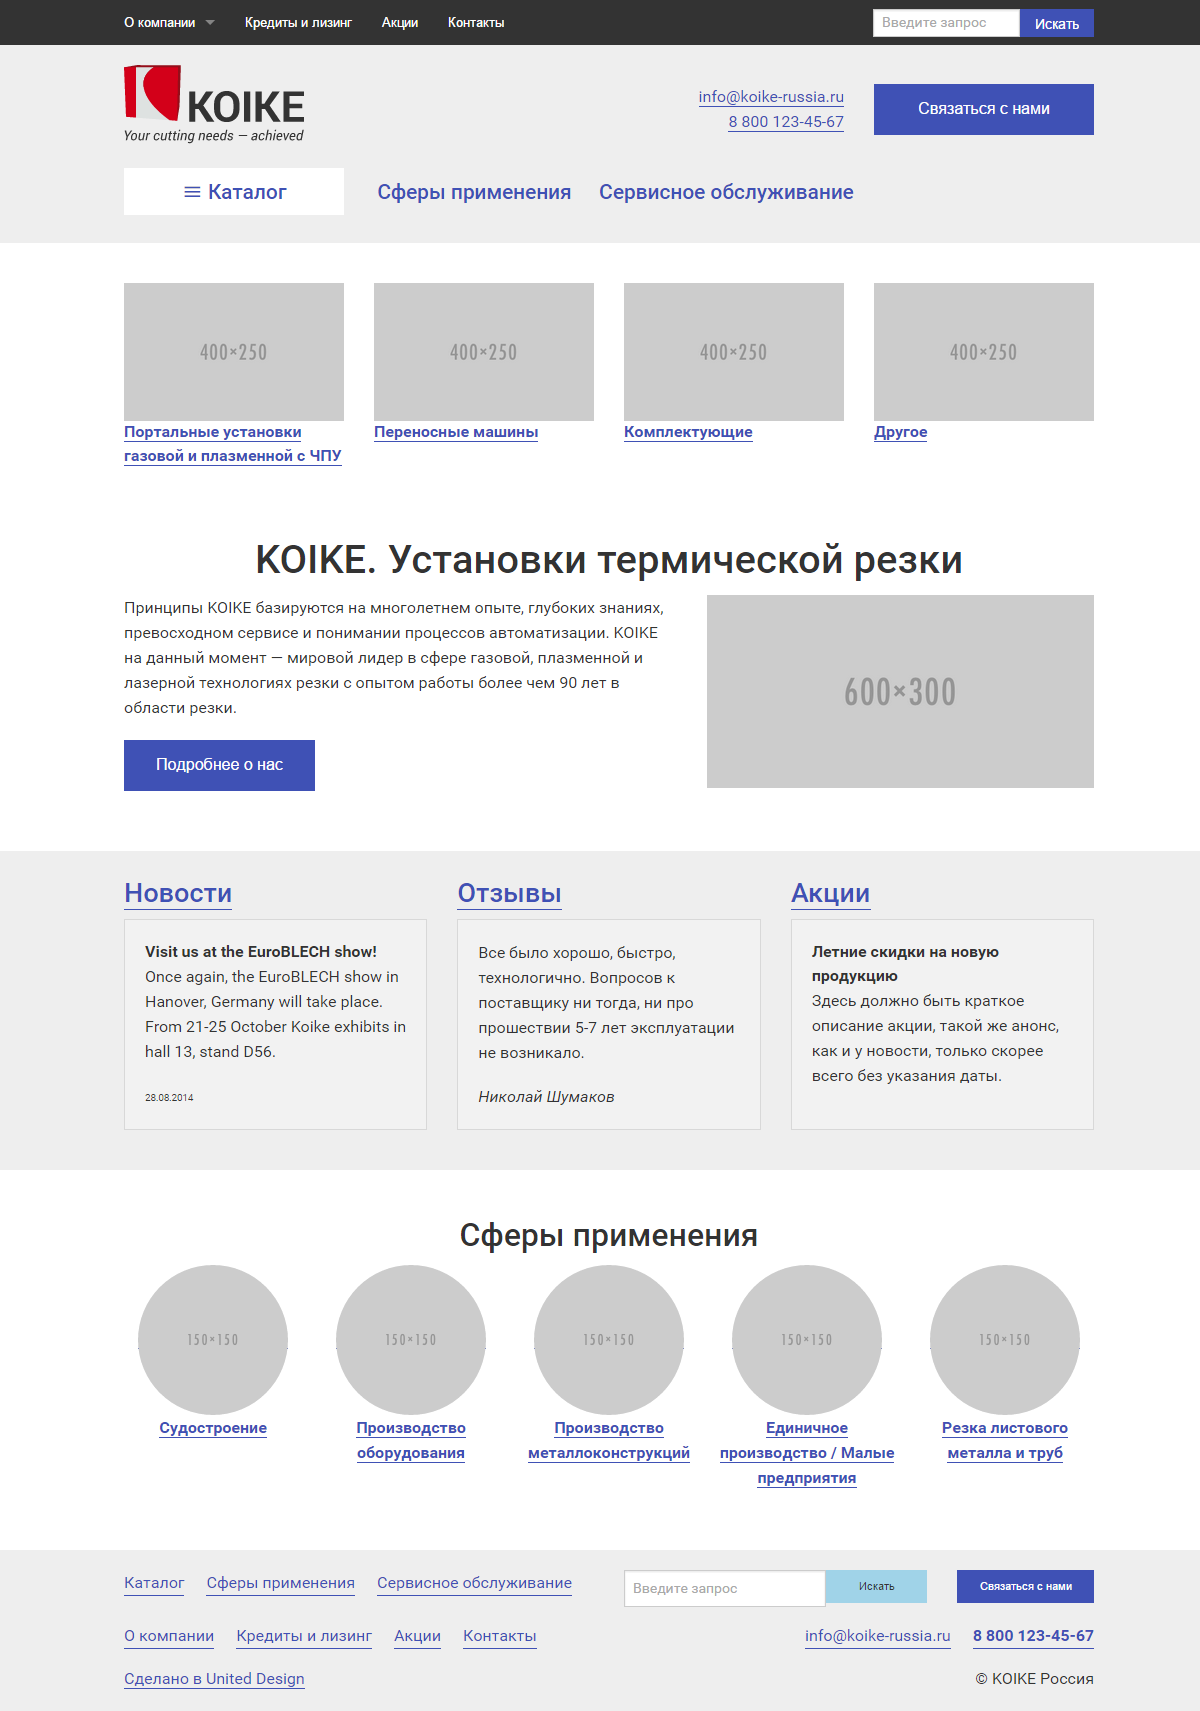 О компании Кредиты и лизинг Акции Контакты Введите запрос Искать
KOIKE
Your cutting needs — achieved
info@koike-russia.ru
8 800 123-45-67
Связаться с нами
Каталог Сферы применения Сервисное обслуживание
400×250 400×250 400×250 400×250
Портальные установки
газовой и плазменной с ЧПУ
Переносные машины
Комплектующие
Другое
KOIKE. Установки термической резки
Принципы KOIKE базируются на многолетнем опыте, глубоких знаниях,
превосходном сервисе и понимании процессов автоматизации. KOIKE
на данный момент — мировой лидер в сфере газовой, плазменной и
лазерной технологиях резки с опытом работы более чем 90 лет в
области резки.
Подробнее о нас
600×300
Новости
Visit us at the EuroBLECH show!
Once again, the EuroBLECH show in
Hanover, Germany will take place.
From 21-25 October Koike exhibits in
hall 13, stand D56.
28.08.2014
Отзывы
Все было хорошо, быстро,
технологично. Вопросов к
поставщику ни тогда, ни про
прошествии 5-7 лет эксплуатации
не возникало.
Николай Шумаков
Акции
Летние скидки на новую
продукцию
Здесь должно быть краткое
описание акции, такой же анонс,
как и у новости, только скорее
всего без указания даты.
Сферы применения
150×150 150×150 150×150 150×150 150×150
Судостроение
Производство
оборудования
Производство
металлоконструкций
Единичное
производство / Малые
предприятия
Резка листового
металла и труб
Каталог Сферы применения Сервисное обслуживание Введите запрос Искать Связаться с нами
О компании Кредиты и лизинг Акции Контакты info@koike-russia.ru 8 800 123-45-67
Сделано в United Design © KOIKE Россия